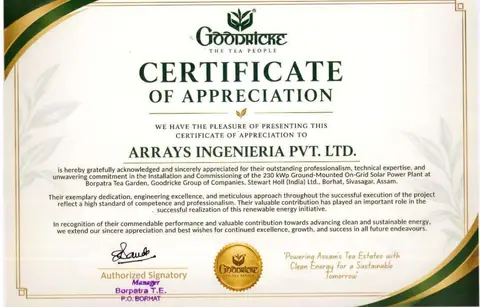 GOODRICKE
THE TEA PEOPLE
CERTIFICATE
OF APPRECIATION
WE HAVE THE PLEASURE OF PRESENTING THIS
CERTIFICATE OF APPRECIATION TO
ARRAYS INGENIERIA PVT. LTD.
is hereby gratefully acknowledged and sincerely appreciated for their outstanding professionalism, technical expertise, and
unwavering commitment in the Installation and Commissioning of the 230 kWp Ground-Mounted On-Grid Solar Power Plant at
Borpatra Tea Garden, Goodricke Group of Companies, Stewart Holl (India) Ltd., Borhat, Sivasagar, Assam.
Their exemplary dedication, engineering excellence, and meticulous approach throughout the successful execution of the project
reflect a high standard of competence and professionalism. Their valuable contribution has played an important role in the
successful realization of this renewable energy initiative.
In recognition of their commendable performance and valuable contribution towards advancing clean and sustainable energy,
we extend our sincere appreciation and best wishes for continued excellence, growth, and success in all future endeavours.
Authorized Signatory
Manager
Borpatra T.E.
P.O. BORHAT
GOODRICKE
"Powering Assam's Tea Estates with
Clean Energy for a Sustainable
Tomorrow"